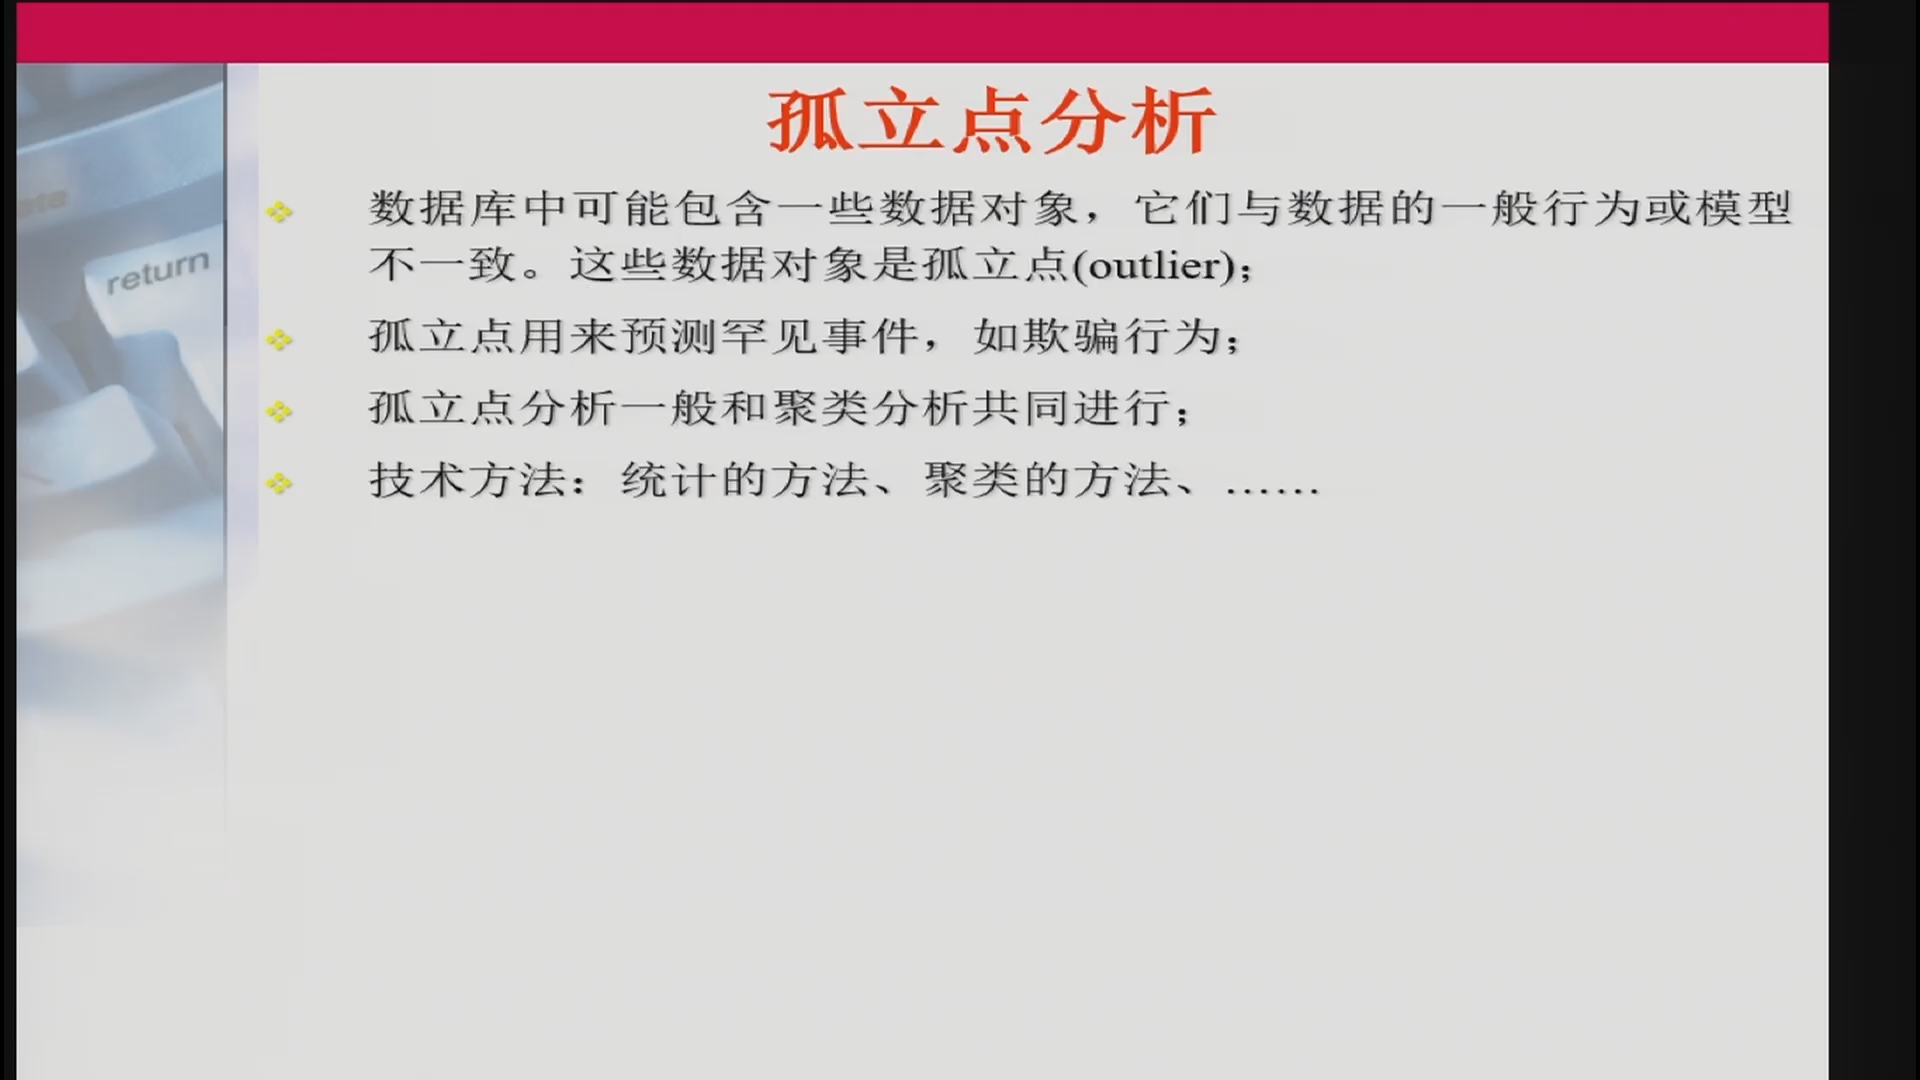 孤立点分析
数据库中可能包含一些数据对象，它们与数据的一般行为或模型
不一致。这些数据对象是孤立点(outlier)；
孤立点用来预测罕见事件，如欺骗行为；
孤立点分析一般和聚类分析共同进行；
技术方法：统计的方法、聚类的方法、……
return